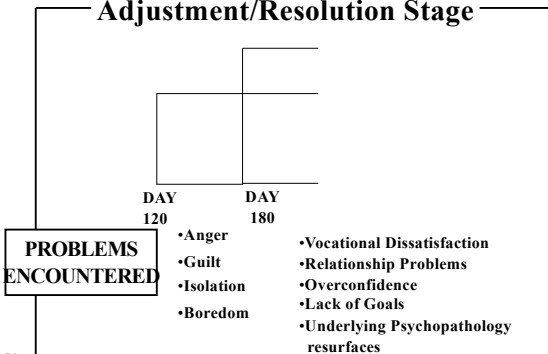 Adjustment/Resolution Stage
DAY
120
DAY
180
PROBLEMS
ENCOUNTERED
•Anger
•Guilt
•Isolation
•Boredom
•Vocational Dissatisfaction
•Relationship Problems
•Overconfidence
•Lack of Goals
•Underlying Psychopathology
resurfaces